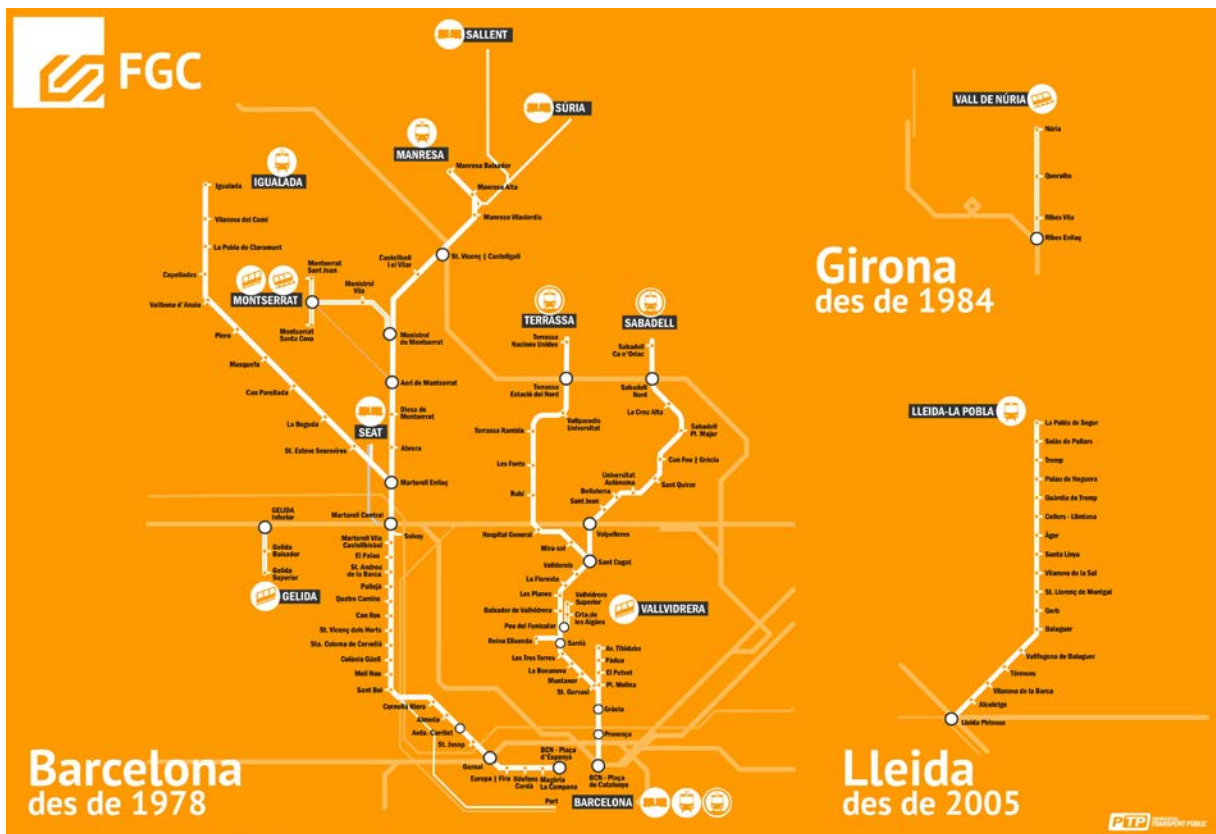 FGC
SALLENT
SÚRIA
MANRESA
Manresa Baixador
Manresa Alta
Manresa Viladordis
IGUALADA
Igualada
Vilanova del Camí
La Pobla de Claramunt
Capellades
Vallbona d'Anoia
Piera
Masquefa
Can Parellada
La Beguda
St. Esteve Sesrovires
Castellbell
i el Vilar
St. Vicenç | Castellgalí
Montserrat
Sant Joan
MONTSERRAT
Montserrat
Santa Cova
Monistrol
Vila
Monistrol
de Montserrat
Aeri de Montserrat
Olesa de
Montserrat
Abrera
SEAT
Martorell Enllaç
Martorell Central
Martorell Vila
Castellbisbal
Solvay
El Palau
St. Andreu
de la Barca
Pallejà
Quatre Camins
Can Ros
St. Vicenç dels Horts
Sta. Coloma de Cervelló
Colònia Güell
Molí Nou
Sant Boi
Cornellà Riera
Almeda
Avda. Carrilet
St. Josep
Gornal
Europa | Fira
Ildefons
Cerdà
Magòria
La Campana
BCN - Plaça
d'Espanya
Port
GELIDA
Inferior
Gelida
Baixador
Gelida
Superior
GELIDA
TERRASSA
Terrassa
Nacions Unides
Terrassa
Estació del Nord
Vallparadís
Universitat
Terrassa Rambla
Les Fonts
Rubí
Hospital General
Mira-sol
SABADELL
Sabadell
Ca n'Oriac
Sabadell
Nord
La Creu Alta
Sabadell
Pl. Major
Can Feu | Gràcia
Sant Quirze
Universitat
Autònoma
Bellaterra
Sant Joan
Volpelleres
Sant Cugat
Valldoreix
La Floresta
Les Planes
Baixador de Vallvidrera
Vallvidrera
Superior
Crta. de
les Aigües
VALLVIDRERA
Peu del Funicular
Reina Elisenda
Sarrià
Les Tres Torres
La Bonanova
Muntaner
St. Gervasi
Av. Tibidabo
Pàdua
El Putxet
Pl. Molina
Gràcia
Provença
BCN - Plaça
de Catalunya
BARCELONA
Barcelona
des de 1978
VALL DE NÚRIA
Núria
Queralbs
Ribes Vila
Ribes Enllaç
Girona
des de 1984
LLEIDA-LA POBLA
La Pobla de Segur
Salàs de Pallars
Tremp
Palau de Noguera
Guàrdia de Tremp
Cellers - Llimiana
Àger
Santa Linya
Vilanova de la Sal
St. Llorenç de Montgai
Gerb
Balaguer
Vallfogona de Balaguer
Térmens
Vilanova de la Barca
Alcoletge
Lleida Pirineus
Lleida
des de 2005
PTP
TRANSPORT PÚBLIC